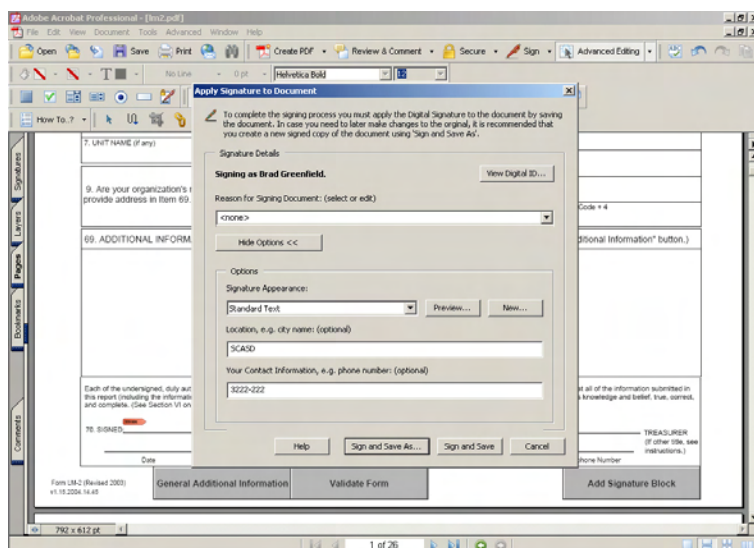 Adobe Acrobat Professional - [lm2.pdf]
File Edit View Document Tools Advanced Window Help
Open Save Print Create PDF Review & Comment Secure Sign Advanced Editing
No Line 0 pt Helvetica Bold 12
How To..?
Signatures
Layers
Pages
Bookmarks
Comments
7. UNIT NAME (if any)
9. Are your organization's
provide address in Item 69.
Code + 4
69. ADDITIONAL INFORM
ditional Information" button.)
Apply Signature to Document
To complete the signing process you must apply the Digital Signature to the document by saving
the document. In case you need to later make changes to the orginal, it is recommended that
you create a new signed copy of the document using 'Sign and Save As'.
Signature Details
Signing as Brad Greenfield.
View Digital ID...
Reason for Signing Document: (select or edit)
<none>
Hide Options <<
Options
Signature Appearance:
Standard Text
Preview...
New...
Location, e.g. city name: (optional)
SCASD
Your Contact Information, e.g. phone number: (optional)
3222-222
Help
Sign and Save As...
Sign and Save
Cancel
Each of the undersigned, duly aut
this report (including the informati
and complete. (See Section VI on
at all of the information submitted in
knowledge and belief, true, correct,
76. SIGNED
TREASURER
(If other title, see
instructions.)
Date
phone Number
Form LM-2 (Revised 2003)
General Additional Information
Validate Form
Add Signature Block
792 x 612 pt
1 of 26